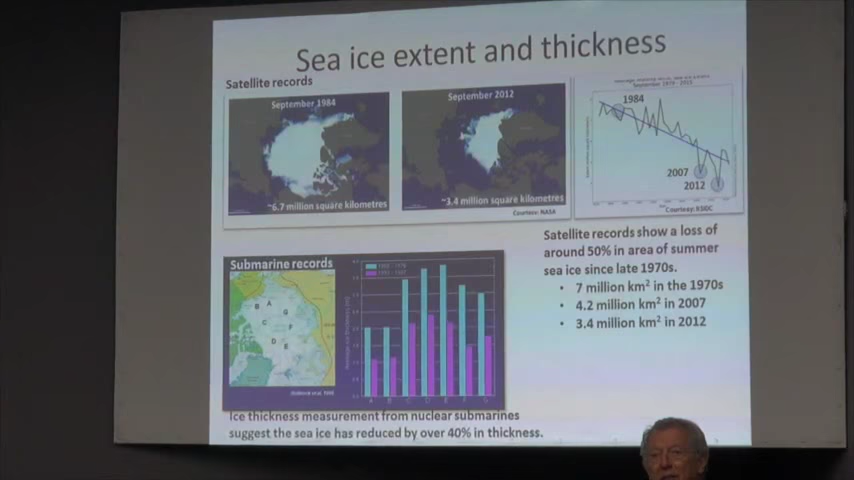 Sea ice extent and thickness
Satellite records
September 1984
~6.7 million square kilometres
September 2012
~3.4 million square kilometres
Courtesy: NASA
1984
2007
2012
Courtesy: NSIDC
Satellite records show a loss of
around 50% in area of summer
sea ice since late 1970s.
• 7 million km² in the 1970s
• 4.2 million km² in 2007
• 3.4 million km² in 2012
Submarine records
A
B
G
C
F
D
E
Ice thickness measurement from nuclear submarines
suggest the sea ice has reduced by over 40% in thickness.